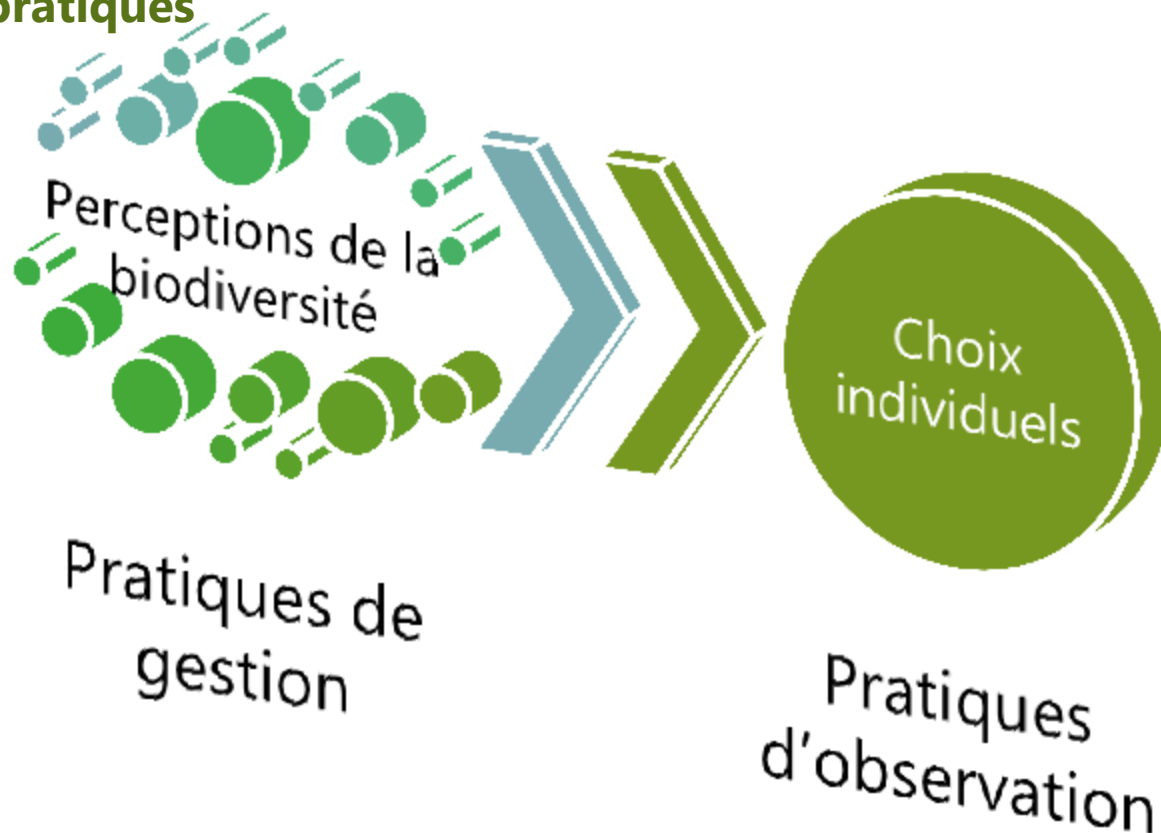 pratiques
Perceptions de la
biodiversité
Choix
individuels
Pratiques de
gestion
Pratiques
d’observation